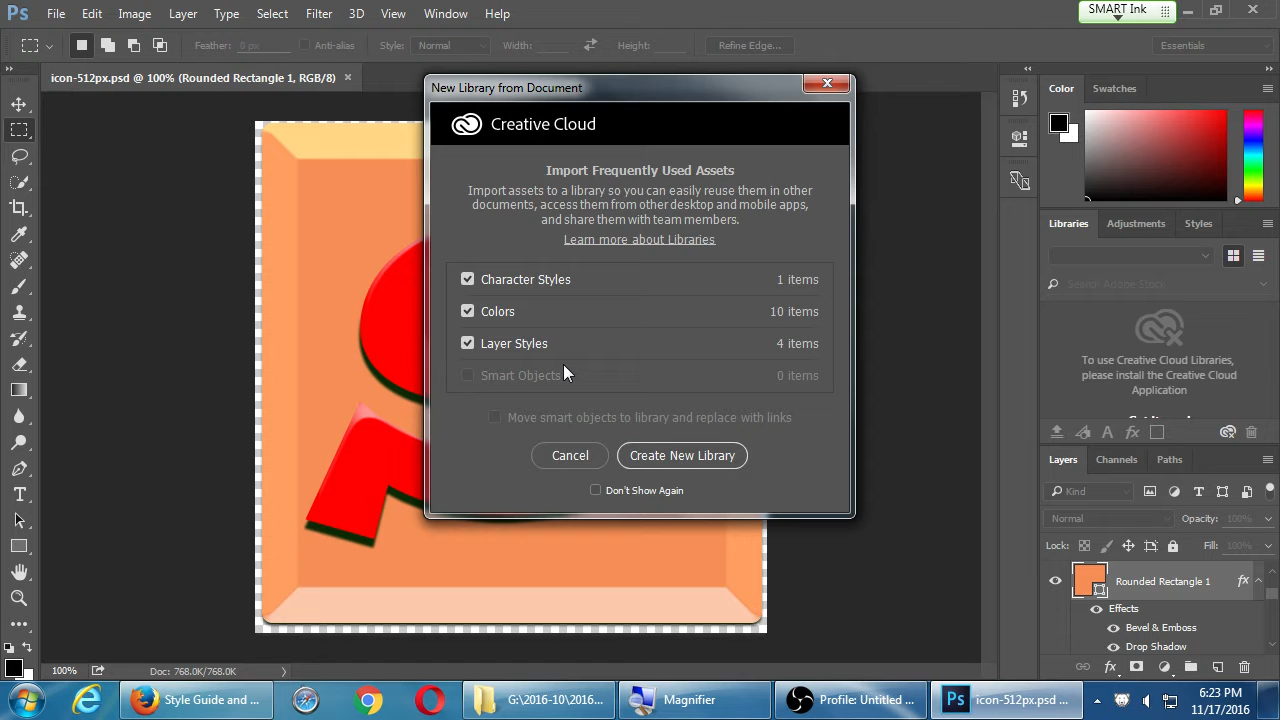 Ps File Edit Image Layer Type Select Filter 3D View Window Help
SMART Ink
Feather: 0 px Anti-alias Style: Normal Width: Height: Refine Edge... Essentials
icon-512px.psd @ 100% (Rounded Rectangle 1, RGB/8) ×
New Library from Document
Creative Cloud
Import Frequently Used Assets
Import assets to a library so you can easily reuse them in other
documents, access them from other desktop and mobile apps,
and share them with team members.
Learn more about Libraries
Character Styles 1 items
Colors 10 items
Layer Styles 4 items
Smart Objects 0 items
Move smart objects to library and replace with links
Cancel Create New Library
Don't Show Again
Color Swatches
Libraries Adjustments Styles
Search Adobe Stock
To use Creative Cloud Libraries,
please install the Creative Cloud
Application
Layers Channels Paths
Kind
Normal Opacity: 100%
Lock: Fill: 100%
Rounded Rectangle 1 fx
Effects
Bevel & Emboss
Drop Shadow
100% Doc: 768.0K/768.0K
Style Guide and ... G:\2016-10\2016... Magnifier Profile: Untitled ... Ps icon-512px.psd ...
6:23 PM
11/17/2016